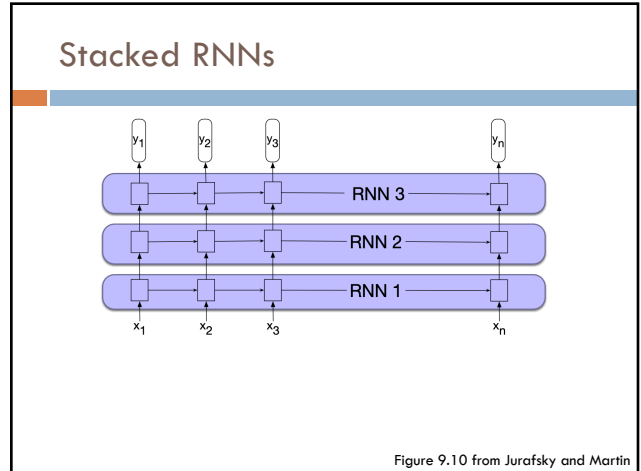 Stacked RNNs
y1 y2 y3 yn
RNN 3
RNN 2
RNN 1
x1 x2 x3 xn
Figure 9.10 from Jurafsky and Martin